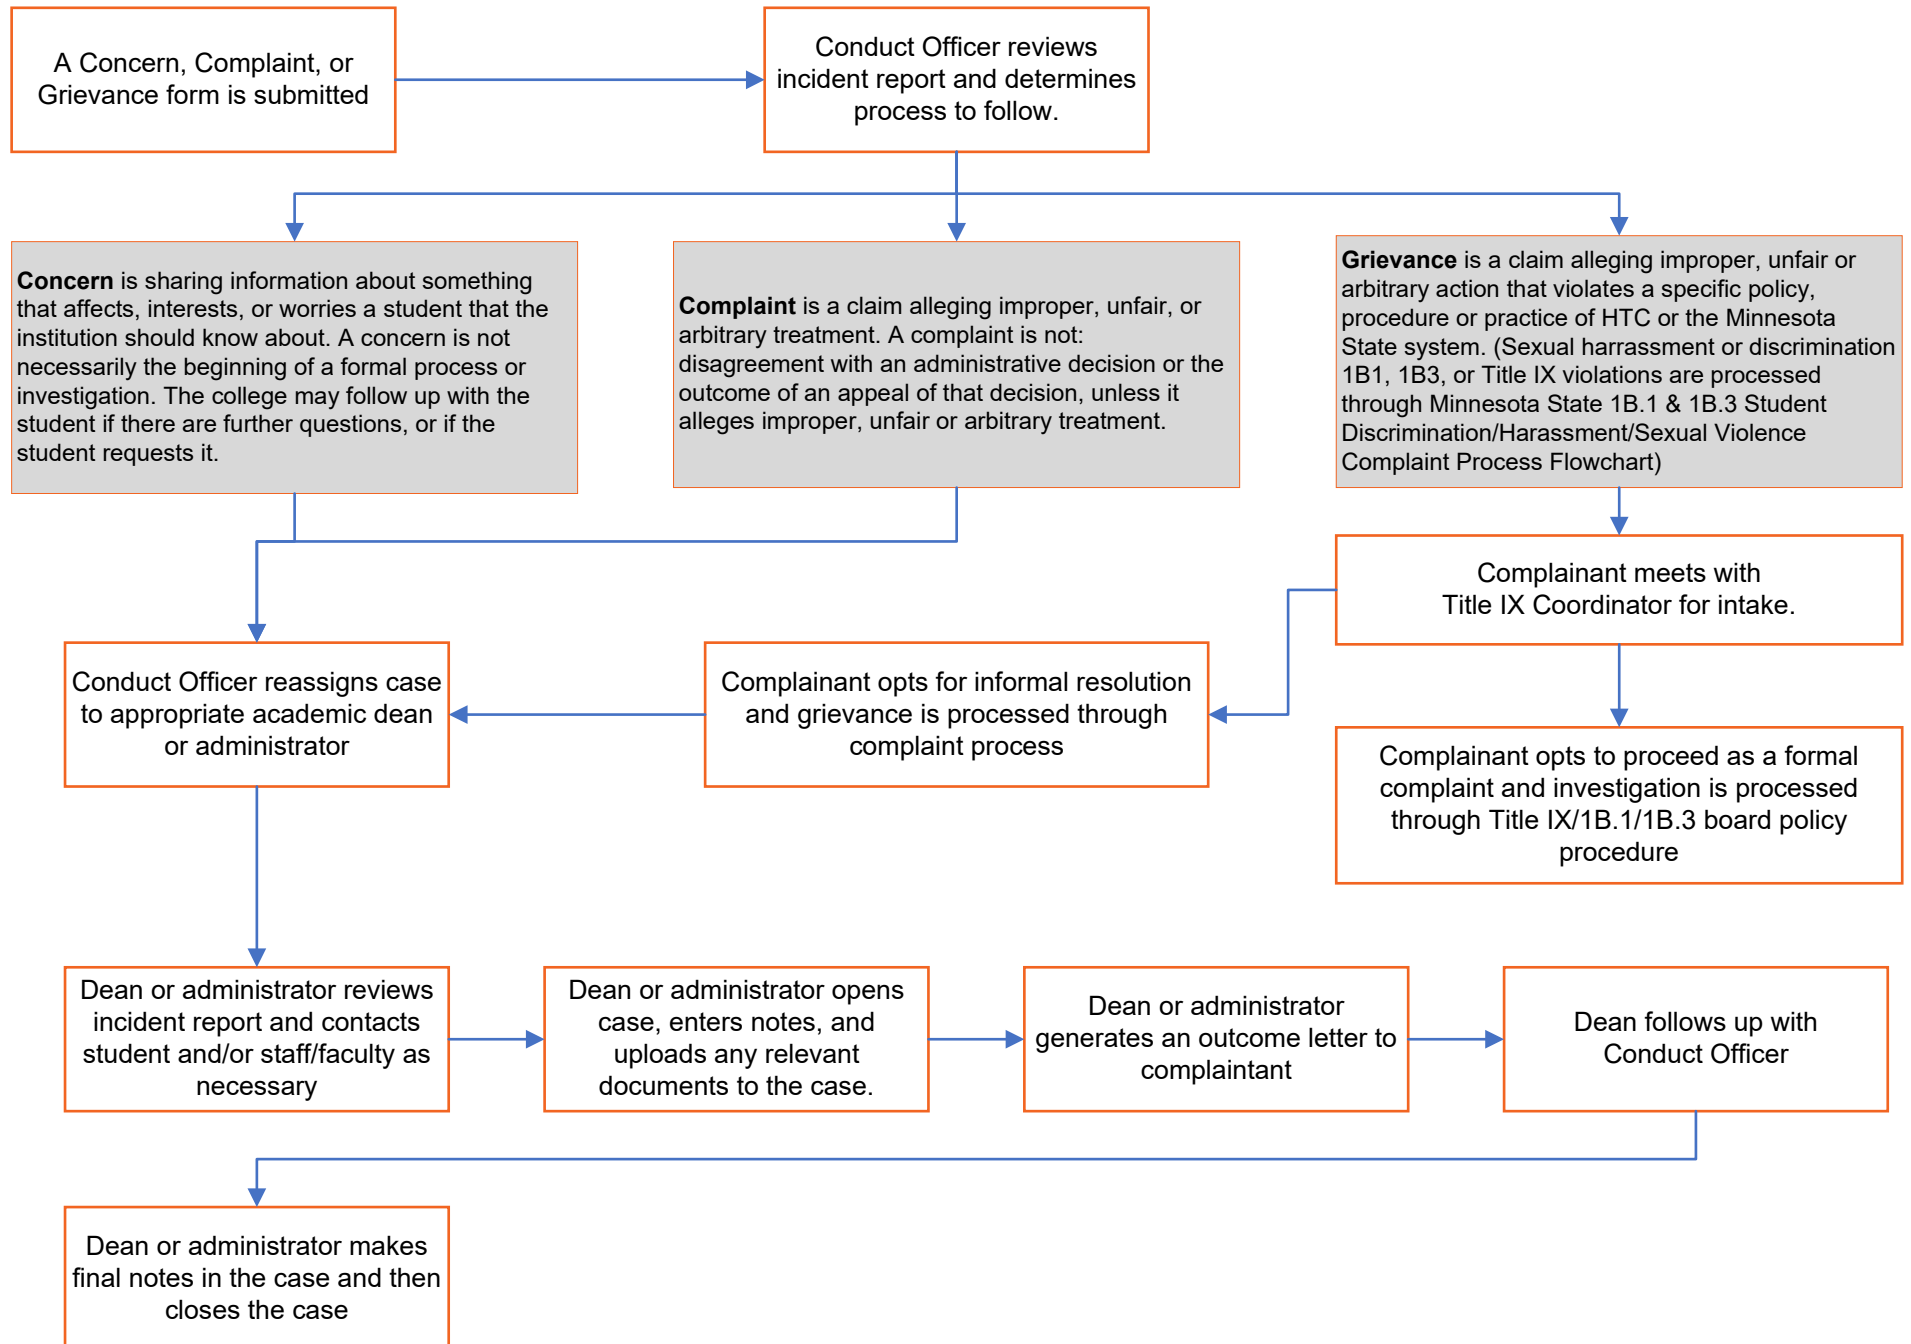 A Concern, Complaint, or
Grievance form is submitted
Conduct Officer reviews
incident report and determines
process to follow.
Concern is sharing information about something
that affects, interests, or worries a student that the
institution should know about. A concern is not
necessarily the beginning of a formal process or
investigation. The college may follow up with the
student if there are further questions, or if the
student requests it.
Complaint is a claim alleging improper, unfair, or
arbitrary treatment. A complaint is not:
disagreement with an administrative decision or the
outcome of an appeal of that decision, unless it
alleges improper, unfair or arbitrary treatment.
Grievance is a claim alleging improper, unfair or
arbitrary action that violates a specific policy,
procedure or practice of HTC or the Minnesota
State system. (Sexual harrassment or discrimination
1B1, 1B3, or Title IX violations are processed
through Minnesota State 1B.1 & 1B.3 Student
Discrimination/Harassment/Sexual Violence
Complaint Process Flowchart)
Complainant meets with
Title IX Coordinator for intake.
Conduct Officer reassigns case
to appropriate academic dean
or administrator
Complainant opts for informal resolution
and grievance is processed through
complaint process
Complainant opts to proceed as a formal
complaint and investigation is processed
through Title IX/1B.1/1B.3 board policy
procedure
Dean or administrator reviews
incident report and contacts
student and/or staff/faculty as
necessary
Dean or administrator opens
case, enters notes, and
uploads any relevant
documents to the case.
Dean or administrator
generates an outcome letter to
complaintant
Dean follows up with
Conduct Officer
Dean or administrator makes
final notes in the case and then
closes the case